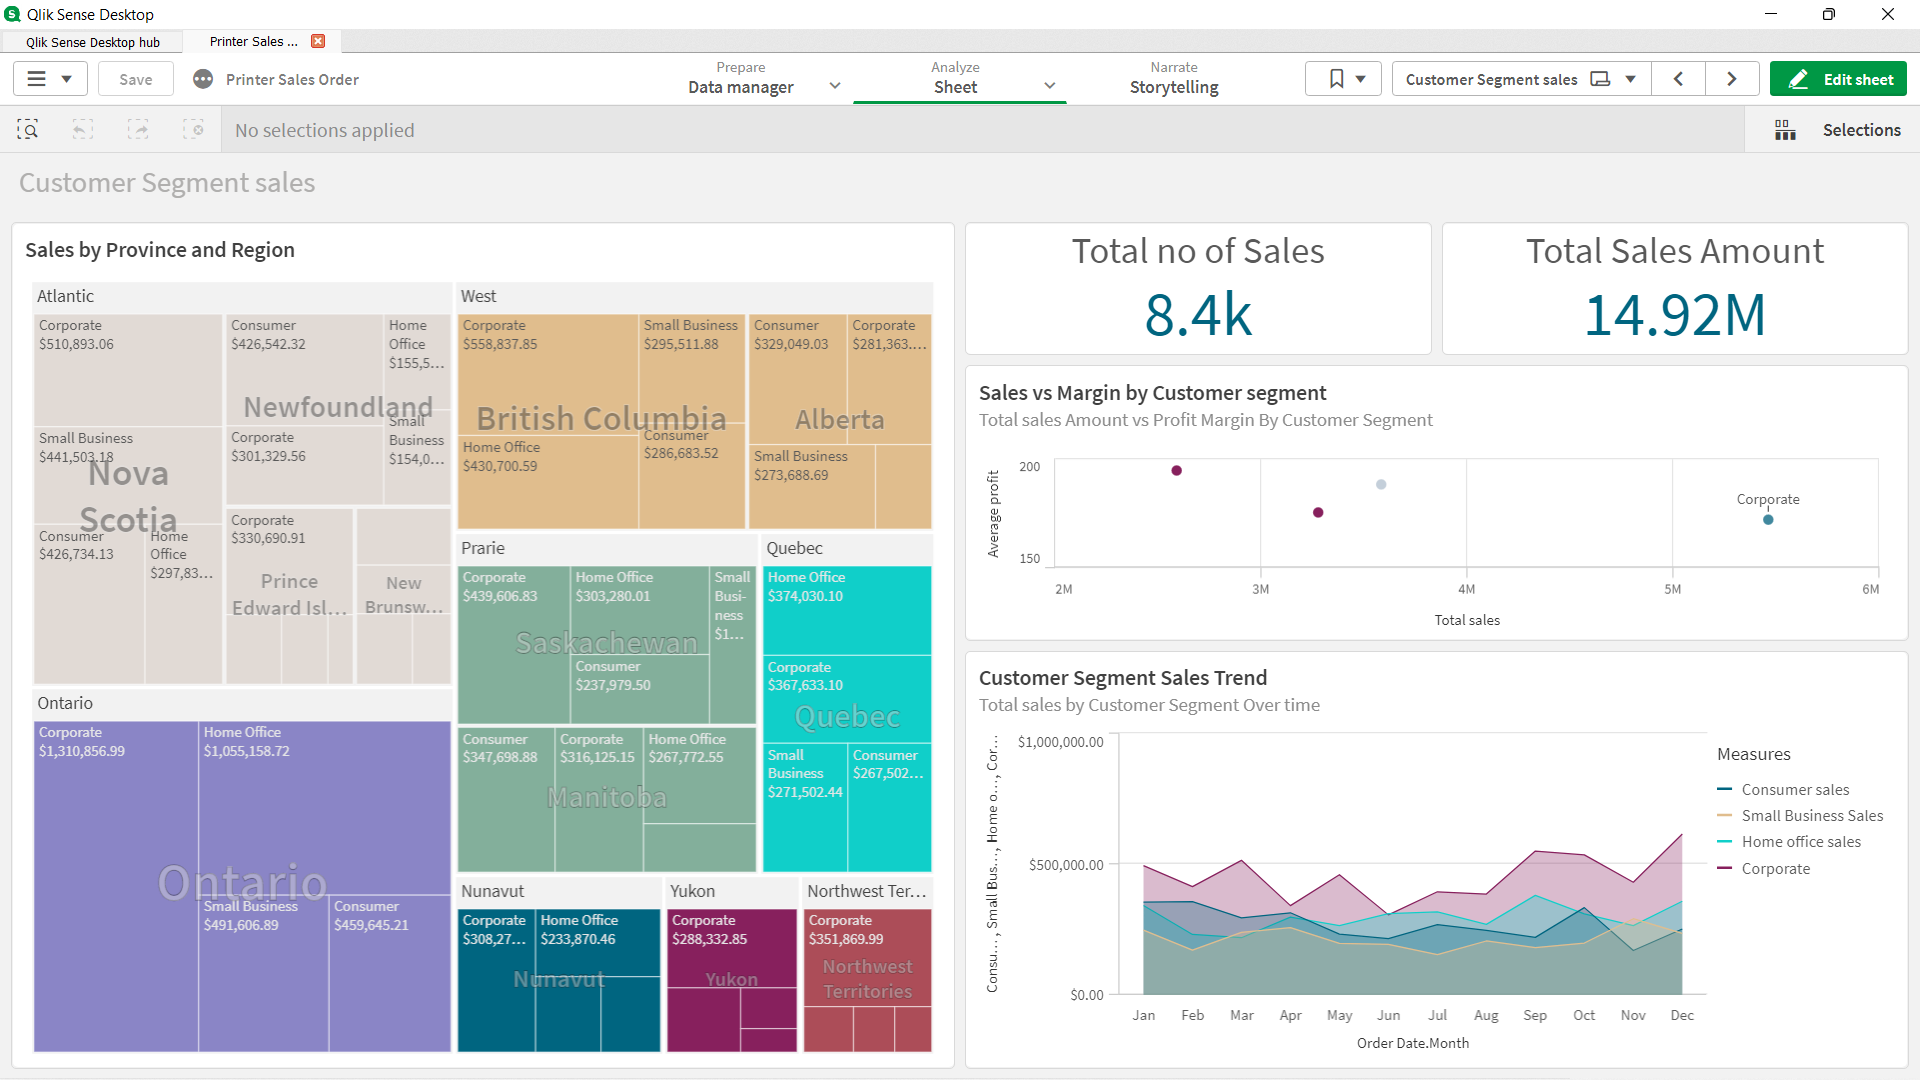 Qlik Sense Desktop
Qlik Sense Desktop hub
Printer Sales ...
Save
Printer Sales Order
Prepare
Data manager
Analyze
Sheet
Narrate
Storytelling
Customer Segment sales
Edit sheet
No selections applied
Selections
Customer Segment sales
Sales by Province and Region
Atlantic
Corporate
$510,893.06
Small Business
$441,503.18
Nova
Scotia
Consumer
$426,734.13
Home
Office
$297,83...
Consumer
$426,542.32
Home
Office
$155,5...
Newfoundland
Corporate
$301,329.56
Small
Business
$154,0...
Corporate
$330,690.91
Prince
Edward Isl...
New
Brunsw...
Ontario
Corporate
$1,310,856.99
Home Office
$1,055,158.72
Ontario
Small Business
$491,606.89
Consumer
$459,645.21
West
Corporate
$558,837.85
Small Business
$295,511.88
British Columbia
Home Office
$430,700.59
Consumer
$286,683.52
Consumer
$329,049.03
Corporate
$281,363....
Alberta
Small Business
$273,688.69
Prarie
Corporate
$439,606.83
Home Office
$303,280.01
Small
Busi-
ness
$1...
Saskachewan
Consumer
$237,979.50
Consumer
$347,698.88
Corporate
$316,125.15
Home Office
$267,772.55
Manitoba
Quebec
Home Office
$374,030.10
Corporate
$367,633.10
Quebec
Small
Business
$271,502.44
Consumer
$267,502...
Nunavut
Corporate
$308,27...
Home Office
$233,870.46
Nunavut
Yukon
Corporate
$288,332.85
Yukon
Northwest Ter...
Corporate
$351,869.99
Northwest
Territories
Total no of Sales
8.4k
Total Sales Amount
14.92M
Sales vs Margin by Customer segment
Total sales Amount vs Profit Margin By Customer Segment
Average profit
200
150
Corporate
2M
3M
4M
5M
6M
Total sales
Customer Segment Sales Trend
Total sales by Customer Segment Over time
Consu..., Small Bus..., Home o..., Cor...
$1,000,000.00
$500,000.00
$0.00
Jan
Feb
Mar
Apr
May
Jun
Jul
Aug
Sep
Oct
Nov
Dec
Order Date.Month
Measures
Consumer sales
Small Business Sales
Home office sales
Corporate